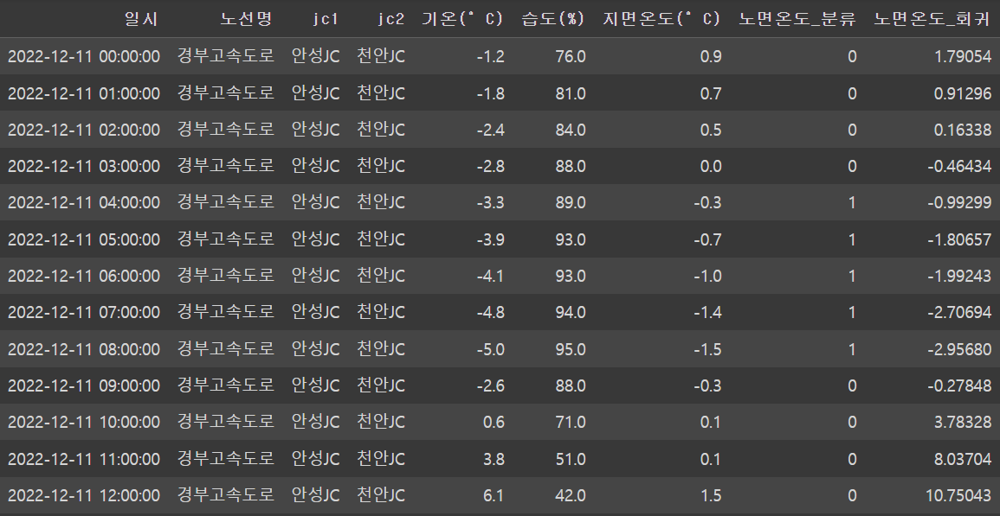 일시 노선명 jc1 jc2 기온(°C) 습도(%) 지면온도(°C) 노면온도_분류 노면온도_회귀
2022-12-11 00:00:00 경부고속도로 안성JC 천안JC -1.2 76.0 0.9 0 1.79054
2022-12-11 01:00:00 경부고속도로 안성JC 천안JC -1.8 81.0 0.7 0 0.91296
2022-12-11 02:00:00 경부고속도로 안성JC 천안JC -2.4 84.0 0.5 0 0.16338
2022-12-11 03:00:00 경부고속도로 안성JC 천안JC -2.8 88.0 0.0 0 -0.46434
2022-12-11 04:00:00 경부고속도로 안성JC 천안JC -3.3 89.0 -0.3 1 -0.99299
2022-12-11 05:00:00 경부고속도로 안성JC 천안JC -3.9 93.0 -0.7 1 -1.80657
2022-12-11 06:00:00 경부고속도로 안성JC 천안JC -4.1 93.0 -1.0 1 -1.99243
2022-12-11 07:00:00 경부고속도로 안성JC 천안JC -4.8 94.0 -1.4 1 -2.70694
2022-12-11 08:00:00 경부고속도로 안성JC 천안JC -5.0 95.0 -1.5 1 -2.95680
2022-12-11 09:00:00 경부고속도로 안성JC 천안JC -2.6 88.0 -0.3 0 -0.27848
2022-12-11 10:00:00 경부고속도로 안성JC 천안JC 0.6 71.0 0.1 0 3.78328
2022-12-11 11:00:00 경부고속도로 안성JC 천안JC 3.8 51.0 0.1 0 8.03704
2022-12-11 12:00:00 경부고속도로 안성JC 천안JC 6.1 42.0 1.5 0 10.75043